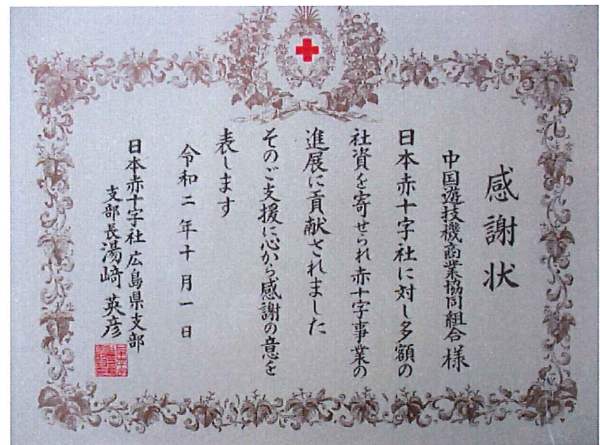 感謝状
中国遊技機商業協同組合 様
日本赤十字社に対し多額の
社資を寄せられ赤十字事業の
進展に貢献されました
そのご支援に心から感謝の意を
表します
令和二年十月一日
日本赤十字社 広島県支部
支部長 湯﨑 英彦